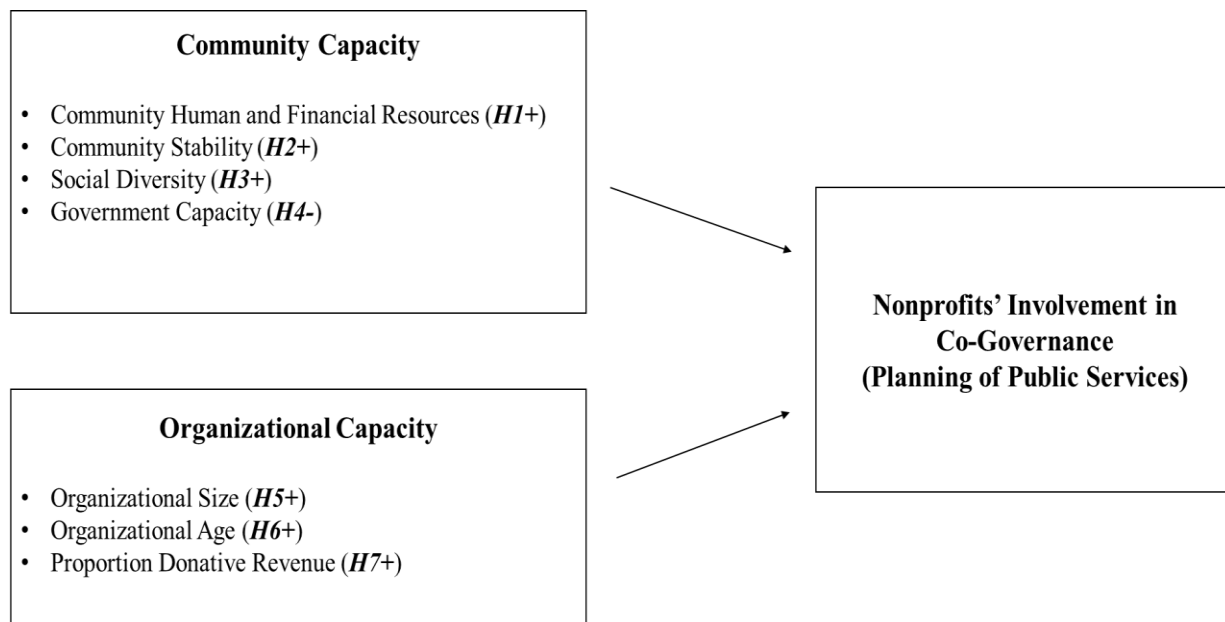 Community Capacity
• Community Human and Financial Resources (H1+)
• Community Stability (H2+)
• Social Diversity (H3+)
• Government Capacity (H4-)
Nonprofits’ Involvement in
Co-Governance
(Planning of Public Services)
Organizational Capacity
• Organizational Size (H5+)
• Organizational Age (H6+)
• Proportion Donative Revenue (H7+)